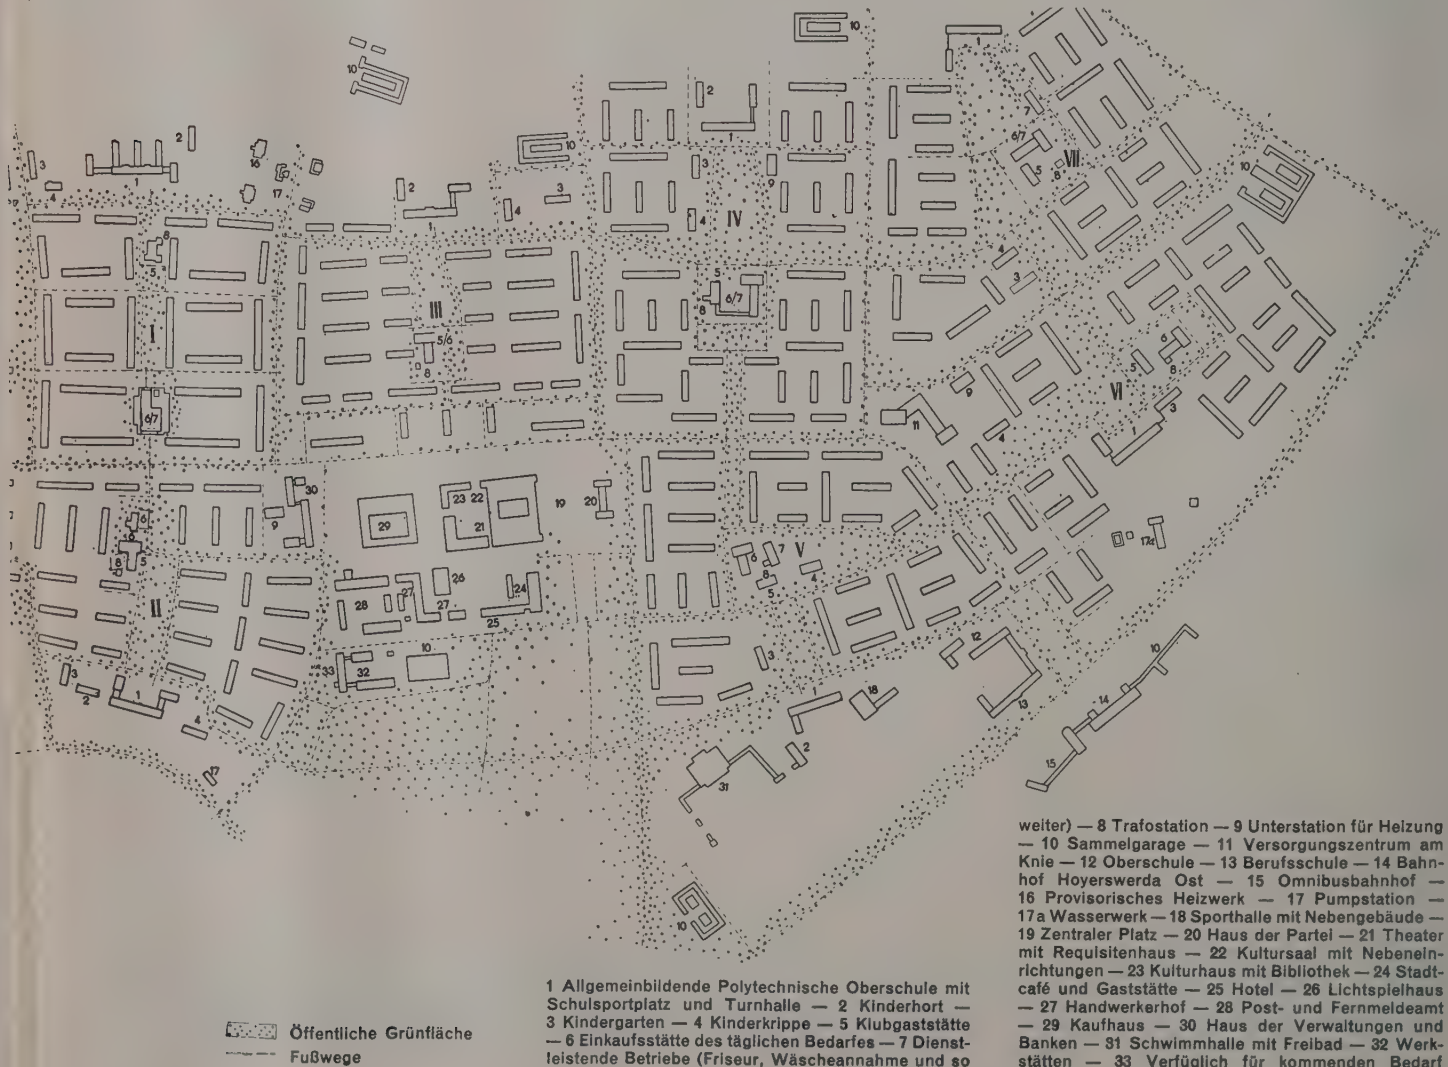 Öffentliche Grünfläche
Fußwege
1 Allgemeinbildende Polytechnische Oberschule mit
Schulsportplatz und Turnhalle — 2 Kinderhort —
3 Kindergarten — 4 Kinderkrippe — 5 Klubgaststätte
— 6 Einkaufsstätte des täglichen Bedarfes — 7 Dienst-
leistende Betriebe (Friseur, Wäscheannahme und so
weiter) — 8 Trafostation — 9 Unterstation für Heizung
— 10 Sammelgarage — 11 Versorgungszentrum am
Knie — 12 Oberschule — 13 Berufsschule — 14 Bahn-
hof Hoyerswerda Ost — 15 Omnibusbahnhof —
16 Provisorisches Heizwerk — 17 Pumpstation —
17a Wasserwerk — 18 Sporthalle mit Nebengebäude —
19 Zentraler Platz — 20 Haus der Partei — 21 Theater
mit Requisitenhaus — 22 Kultursaal mit Nebenein-
richtungen — 23 Kulturhaus mit Bibliothek — 24 Stadt-
café und Gaststätte — 25 Hotel — 26 Lichtspielhaus
— 27 Handwerkerhof — 28 Post- und Fernmeldeamt
— 29 Kaufhaus — 30 Haus der Verwaltungen und
Banken — 31 Schwimmhalle mit Freibad — 32 Werk-
stätten — 33 Verfüglich für kommenden Bedarf
I
II
III
IV
V
VI
VII